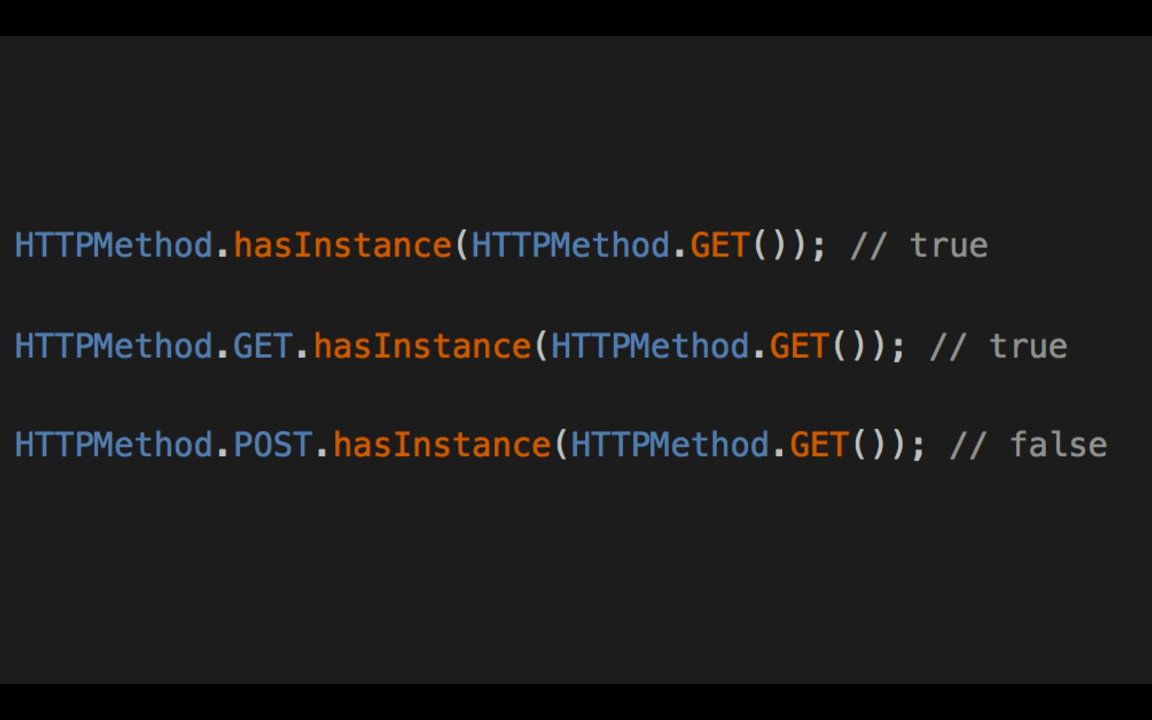 HTTPMethod.hasInstance(HTTPMethod.GET()); // true
HTTPMethod.GET.hasInstance(HTTPMethod.GET()); // true
HTTPMethod.POST.hasInstance(HTTPMethod.GET()); // false